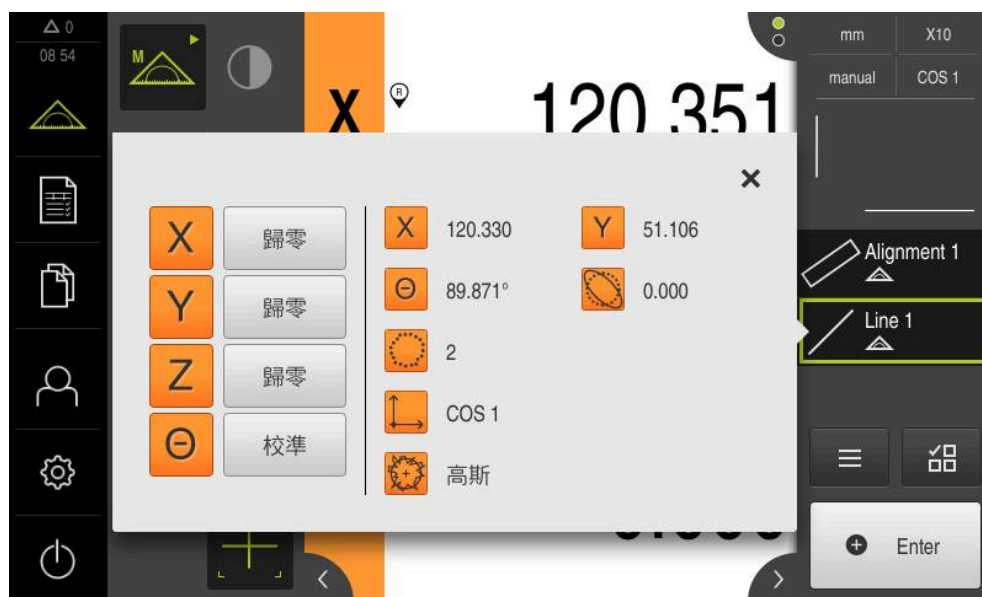 0
08 54
M
X
R
120.351
mm
X10
manual
COS 1
X
歸零
X
120.330
Y
51.106
Y
歸零
Θ
89.871°
0.000
Z
歸零
2
Θ
校準
COS 1
高斯
Alignment 1
Line 1
Enter